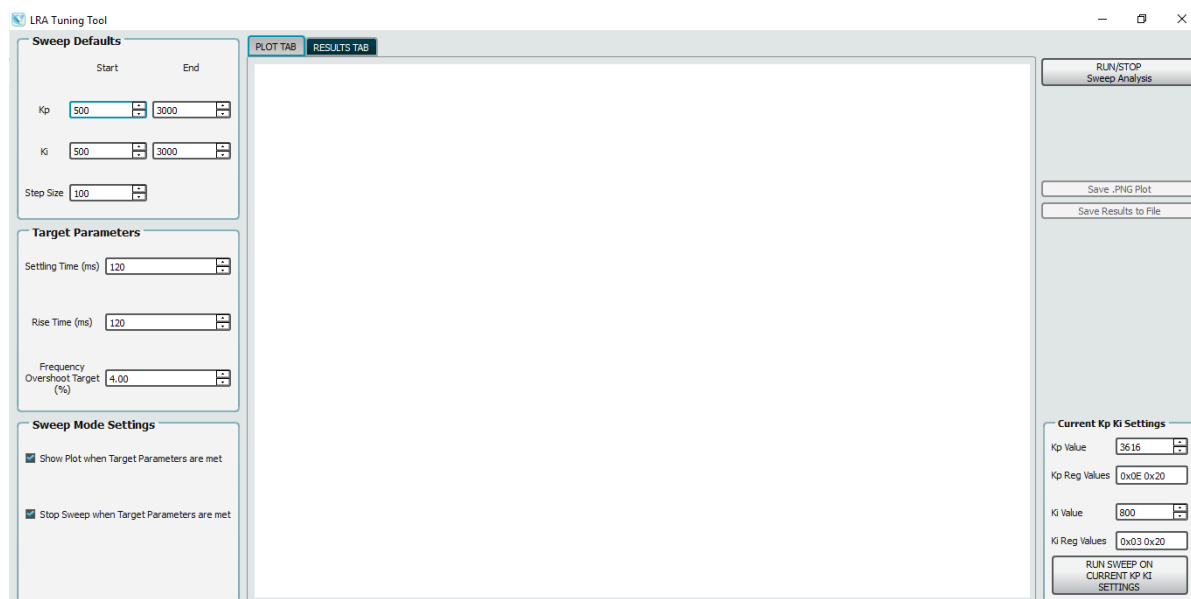 LRA Tuning Tool
Sweep Defaults
Start End
Kp 500 3000
Ki 500 3000
Step Size 100
Target Parameters
Settling Time (ms) 120
Rise Time (ms) 120
Frequency
Overshoot Target 4.00
(%)
Sweep Mode Settings
Show Plot when Target Parameters are met
Stop Sweep when Target Parameters are met
PLOT TAB RESULTS TAB
RUN/STOP
Sweep Analysis
Save .PNG Plot
Save Results to File
Current Kp Ki Settings
Kp Value 3616
Kp Reg Values 0x0E 0x20
Ki Value 800
Ki Reg Values 0x03 0x20
RUN SWEEP ON
CURRENT KP KI
SETTINGS